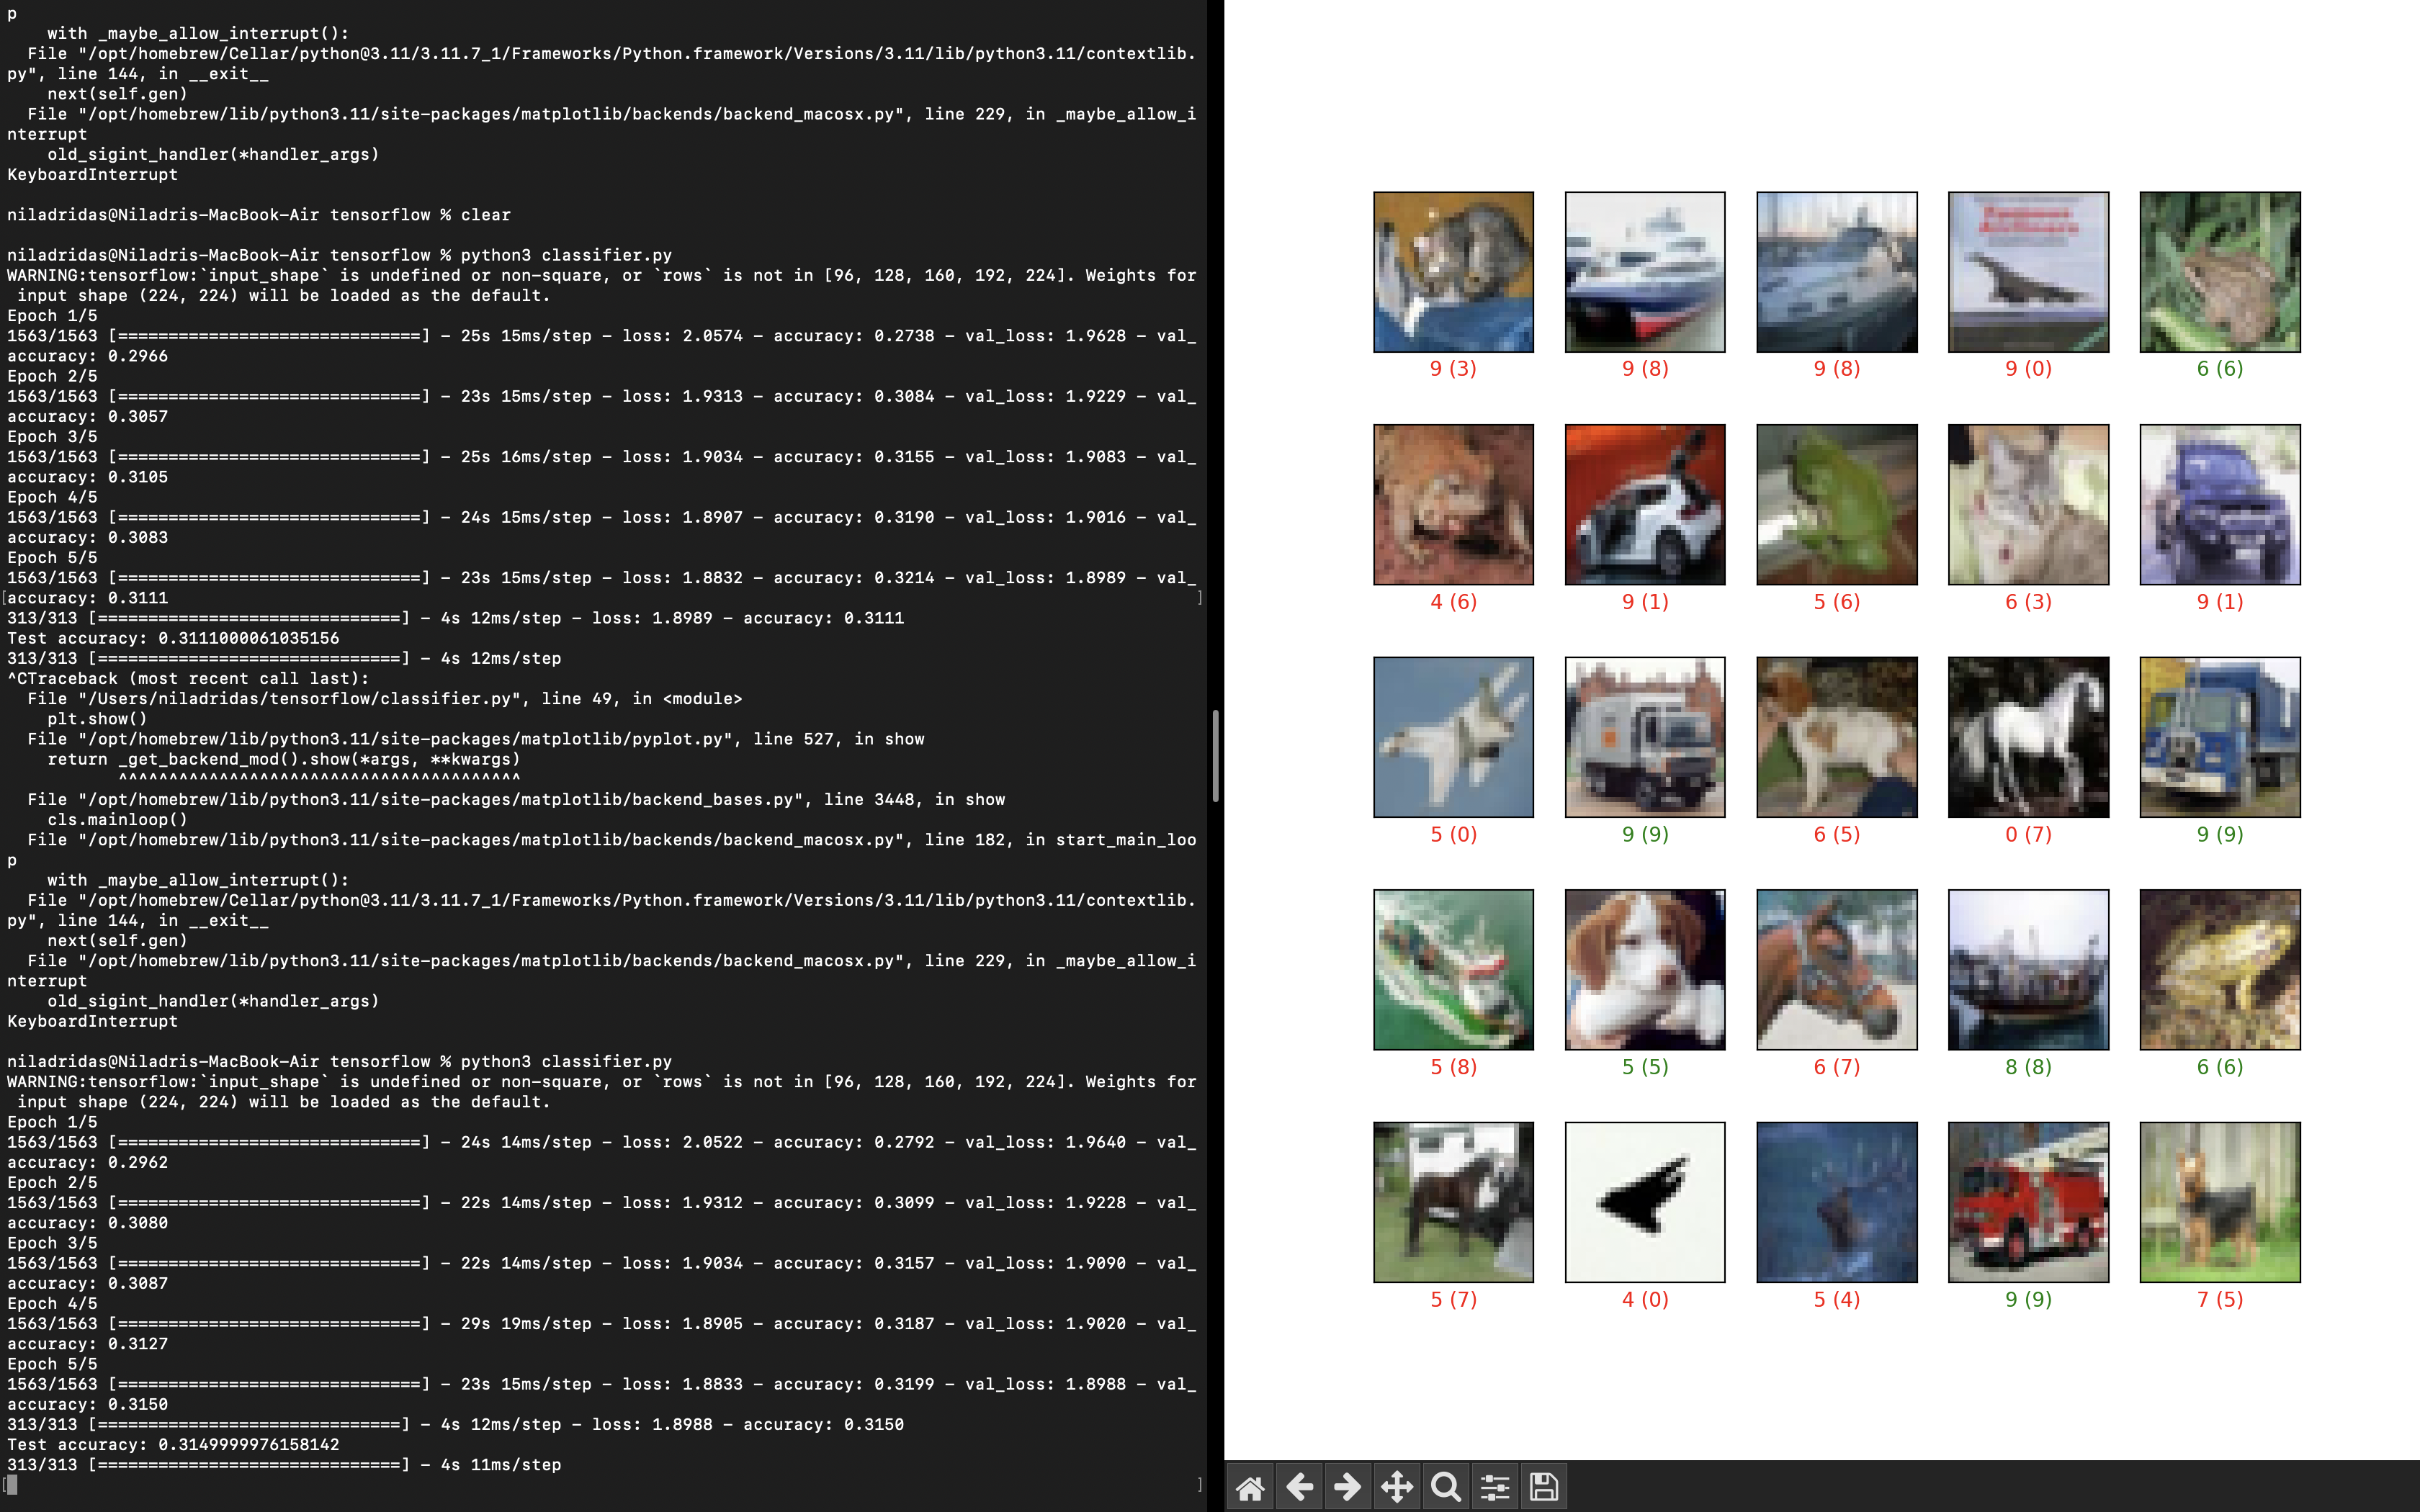 p
    with _maybe_allow_interrupt():
  File "/opt/homebrew/Cellar/python@3.11/3.11.7_1/Frameworks/Python.framework/Versions/3.11/lib/python3.11/contextlib.
py", line 144, in __exit__
    next(self.gen)
  File "/opt/homebrew/lib/python3.11/site-packages/matplotlib/backends/backend_macosx.py", line 229, in _maybe_allow_i
nterrupt
    old_sigint_handler(*handler_args)
KeyboardInterrupt
niladridas@Niladris-MacBook-Air tensorflow % clear
niladridas@Niladris-MacBook-Air tensorflow % python3 classifier.py
WARNING:tensorflow:`input_shape` is undefined or non-square, or `rows` is not in [96, 128, 160, 192, 224]. Weights for
 input shape (224, 224) will be loaded as the default.
Epoch 1/5
1563/1563 [==============================] - 25s 15ms/step - loss: 2.0574 - accuracy: 0.2738 - val_loss: 1.9628 - val_
accuracy: 0.2966
Epoch 2/5
1563/1563 [==============================] - 23s 15ms/step - loss: 1.9313 - accuracy: 0.3084 - val_loss: 1.9229 - val_
accuracy: 0.3057
Epoch 3/5
1563/1563 [==============================] - 25s 16ms/step - loss: 1.9034 - accuracy: 0.3155 - val_loss: 1.9083 - val_
accuracy: 0.3105
Epoch 4/5
1563/1563 [==============================] - 24s 15ms/step - loss: 1.8907 - accuracy: 0.3190 - val_loss: 1.9016 - val_
accuracy: 0.3083
Epoch 5/5
1563/1563 [==============================] - 23s 15ms/step - loss: 1.8832 - accuracy: 0.3214 - val_loss: 1.8989 - val_
[accuracy: 0.3111 ]
313/313 [==============================] - 4s 12ms/step - loss: 1.8989 - accuracy: 0.3111
Test accuracy: 0.3111000061035156
313/313 [==============================] - 4s 12ms/step
^CTraceback (most recent call last):
  File "/Users/niladridas/tensorflow/classifier.py", line 49, in <module>
    plt.show()
  File "/opt/homebrew/lib/python3.11/site-packages/matplotlib/pyplot.py", line 527, in show
    return _get_backend_mod().show(*args, **kwargs)
           ^^^^^^^^^^^^^^^^^^^^^^^^^^^^^^^^^^^^^^^^
  File "/opt/homebrew/lib/python3.11/site-packages/matplotlib/backend_bases.py", line 3448, in show
    cls.mainloop()
  File "/opt/homebrew/lib/python3.11/site-packages/matplotlib/backends/backend_macosx.py", line 182, in start_main_loo
p
    with _maybe_allow_interrupt():
  File "/opt/homebrew/Cellar/python@3.11/3.11.7_1/Frameworks/Python.framework/Versions/3.11/lib/python3.11/contextlib.
py", line 144, in __exit__
    next(self.gen)
  File "/opt/homebrew/lib/python3.11/site-packages/matplotlib/backends/backend_macosx.py", line 229, in _maybe_allow_i
nterrupt
    old_sigint_handler(*handler_args)
KeyboardInterrupt
niladridas@Niladris-MacBook-Air tensorflow % python3 classifier.py
WARNING:tensorflow:`input_shape` is undefined or non-square, or `rows` is not in [96, 128, 160, 192, 224]. Weights for
 input shape (224, 224) will be loaded as the default.
Epoch 1/5
1563/1563 [==============================] - 24s 14ms/step - loss: 2.0522 - accuracy: 0.2792 - val_loss: 1.9640 - val_
accuracy: 0.2962
Epoch 2/5
1563/1563 [==============================] - 22s 14ms/step - loss: 1.9312 - accuracy: 0.3099 - val_loss: 1.9228 - val_
accuracy: 0.3080
Epoch 3/5
1563/1563 [==============================] - 22s 14ms/step - loss: 1.9034 - accuracy: 0.3157 - val_loss: 1.9090 - val_
accuracy: 0.3087
Epoch 4/5
1563/1563 [==============================] - 29s 19ms/step - loss: 1.8905 - accuracy: 0.3187 - val_loss: 1.9020 - val_
accuracy: 0.3127
Epoch 5/5
1563/1563 [==============================] - 23s 15ms/step - loss: 1.8833 - accuracy: 0.3199 - val_loss: 1.8988 - val_
accuracy: 0.3150
313/313 [==============================] - 4s 12ms/step - loss: 1.8988 - accuracy: 0.3150
Test accuracy: 0.3149999976158142
313/313 [==============================] - 4s 11ms/step
[ ]
9 (3) 9 (8) 9 (8) 9 (0) 6 (6)
4 (6) 9 (1) 5 (6) 6 (3) 9 (1)
5 (0) 9 (9) 6 (5) 0 (7) 9 (9)
5 (8) 5 (5) 6 (7) 8 (8) 6 (6)
5 (7) 4 (0) 5 (4) 9 (9) 7 (5)